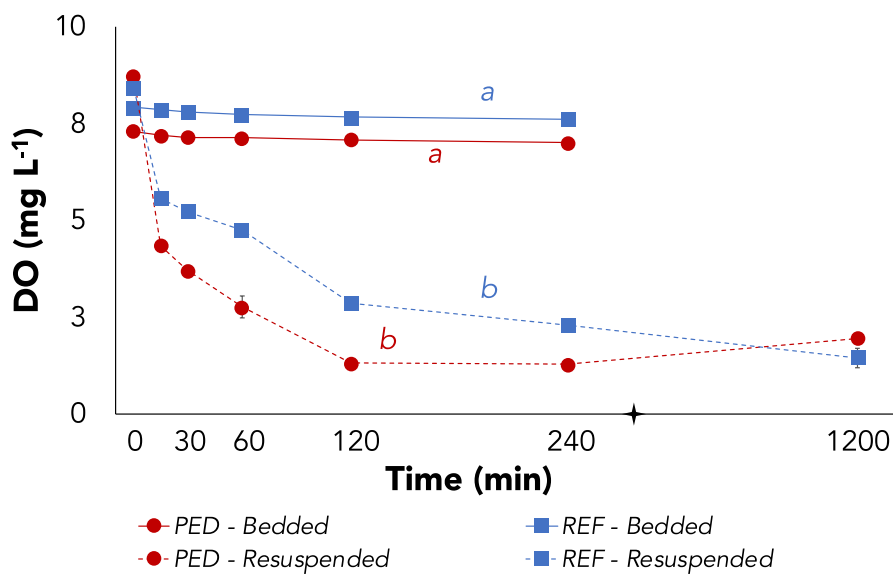 10
8
5
3
0
DO (mg L-1)
a
a
b
b
0 30 60 120 240 1200
Time (min)
PED - Bedded REF - Bedded
PED - Resuspended REF - Resuspended